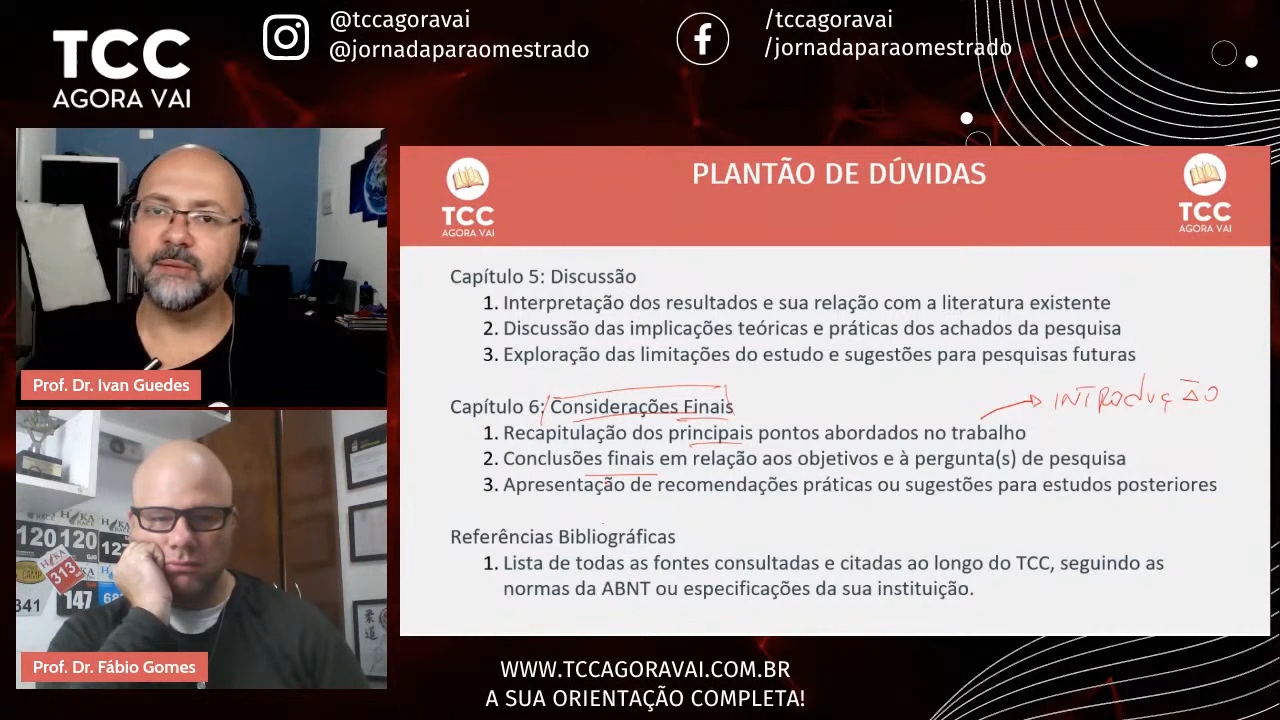 TCC
AGORA VAI
@tccagoravai
@jornadaparaomestrado
/tccagoravai
/jornadaparaomestrado
Prof. Dr. Ivan Guedes
Prof. Dr. Fábio Gomes
TCC
AGORA VAI
PLANTÃO DE DÚVIDAS
TCC
AGORA VAI
Capítulo 5: Discussão
1. Interpretação dos resultados e sua relação com a literatura existente
2. Discussão das implicações teóricas e práticas dos achados da pesquisa
3. Exploração das limitações do estudo e sugestões para pesquisas futuras
Capítulo 6: Considerações Finais
INTRODUÇÃO
1. Recapitulação dos principais pontos abordados no trabalho
2. Conclusões finais em relação aos objetivos e à pergunta(s) de pesquisa
3. Apresentação de recomendações práticas ou sugestões para estudos posteriores
Referências Bibliográficas
1. Lista de todas as fontes consultadas e citadas ao longo do TCC, seguindo as
normas da ABNT ou especificações da sua instituição.
120
120
313
147
341
WWW.TCCAGORAVAI.COM.BR
A SUA ORIENTAÇÃO COMPLETA!